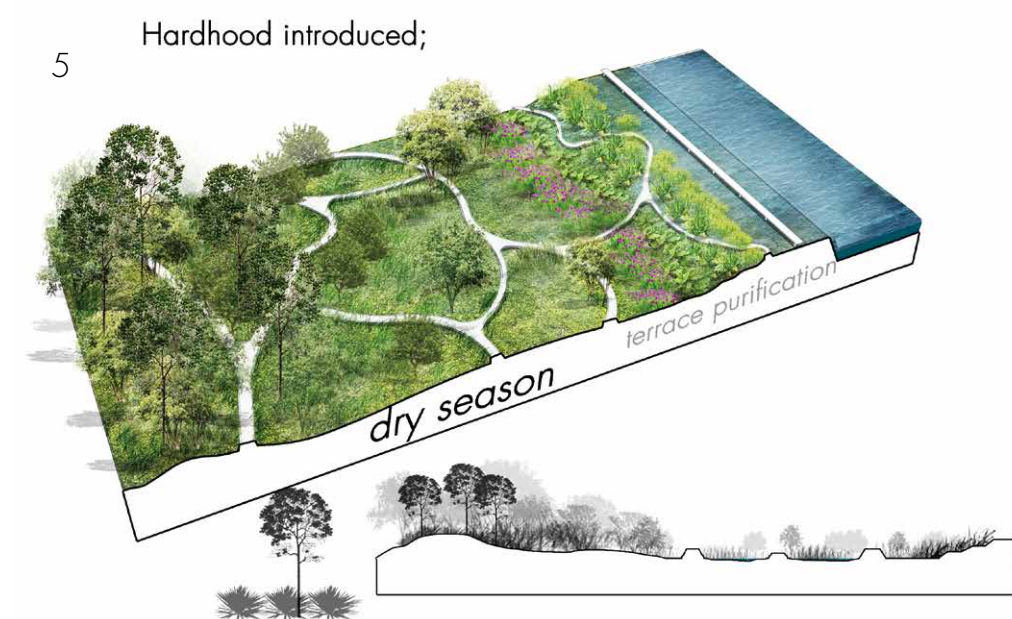 Hardhood introduced;
5
terrace purification
dry season